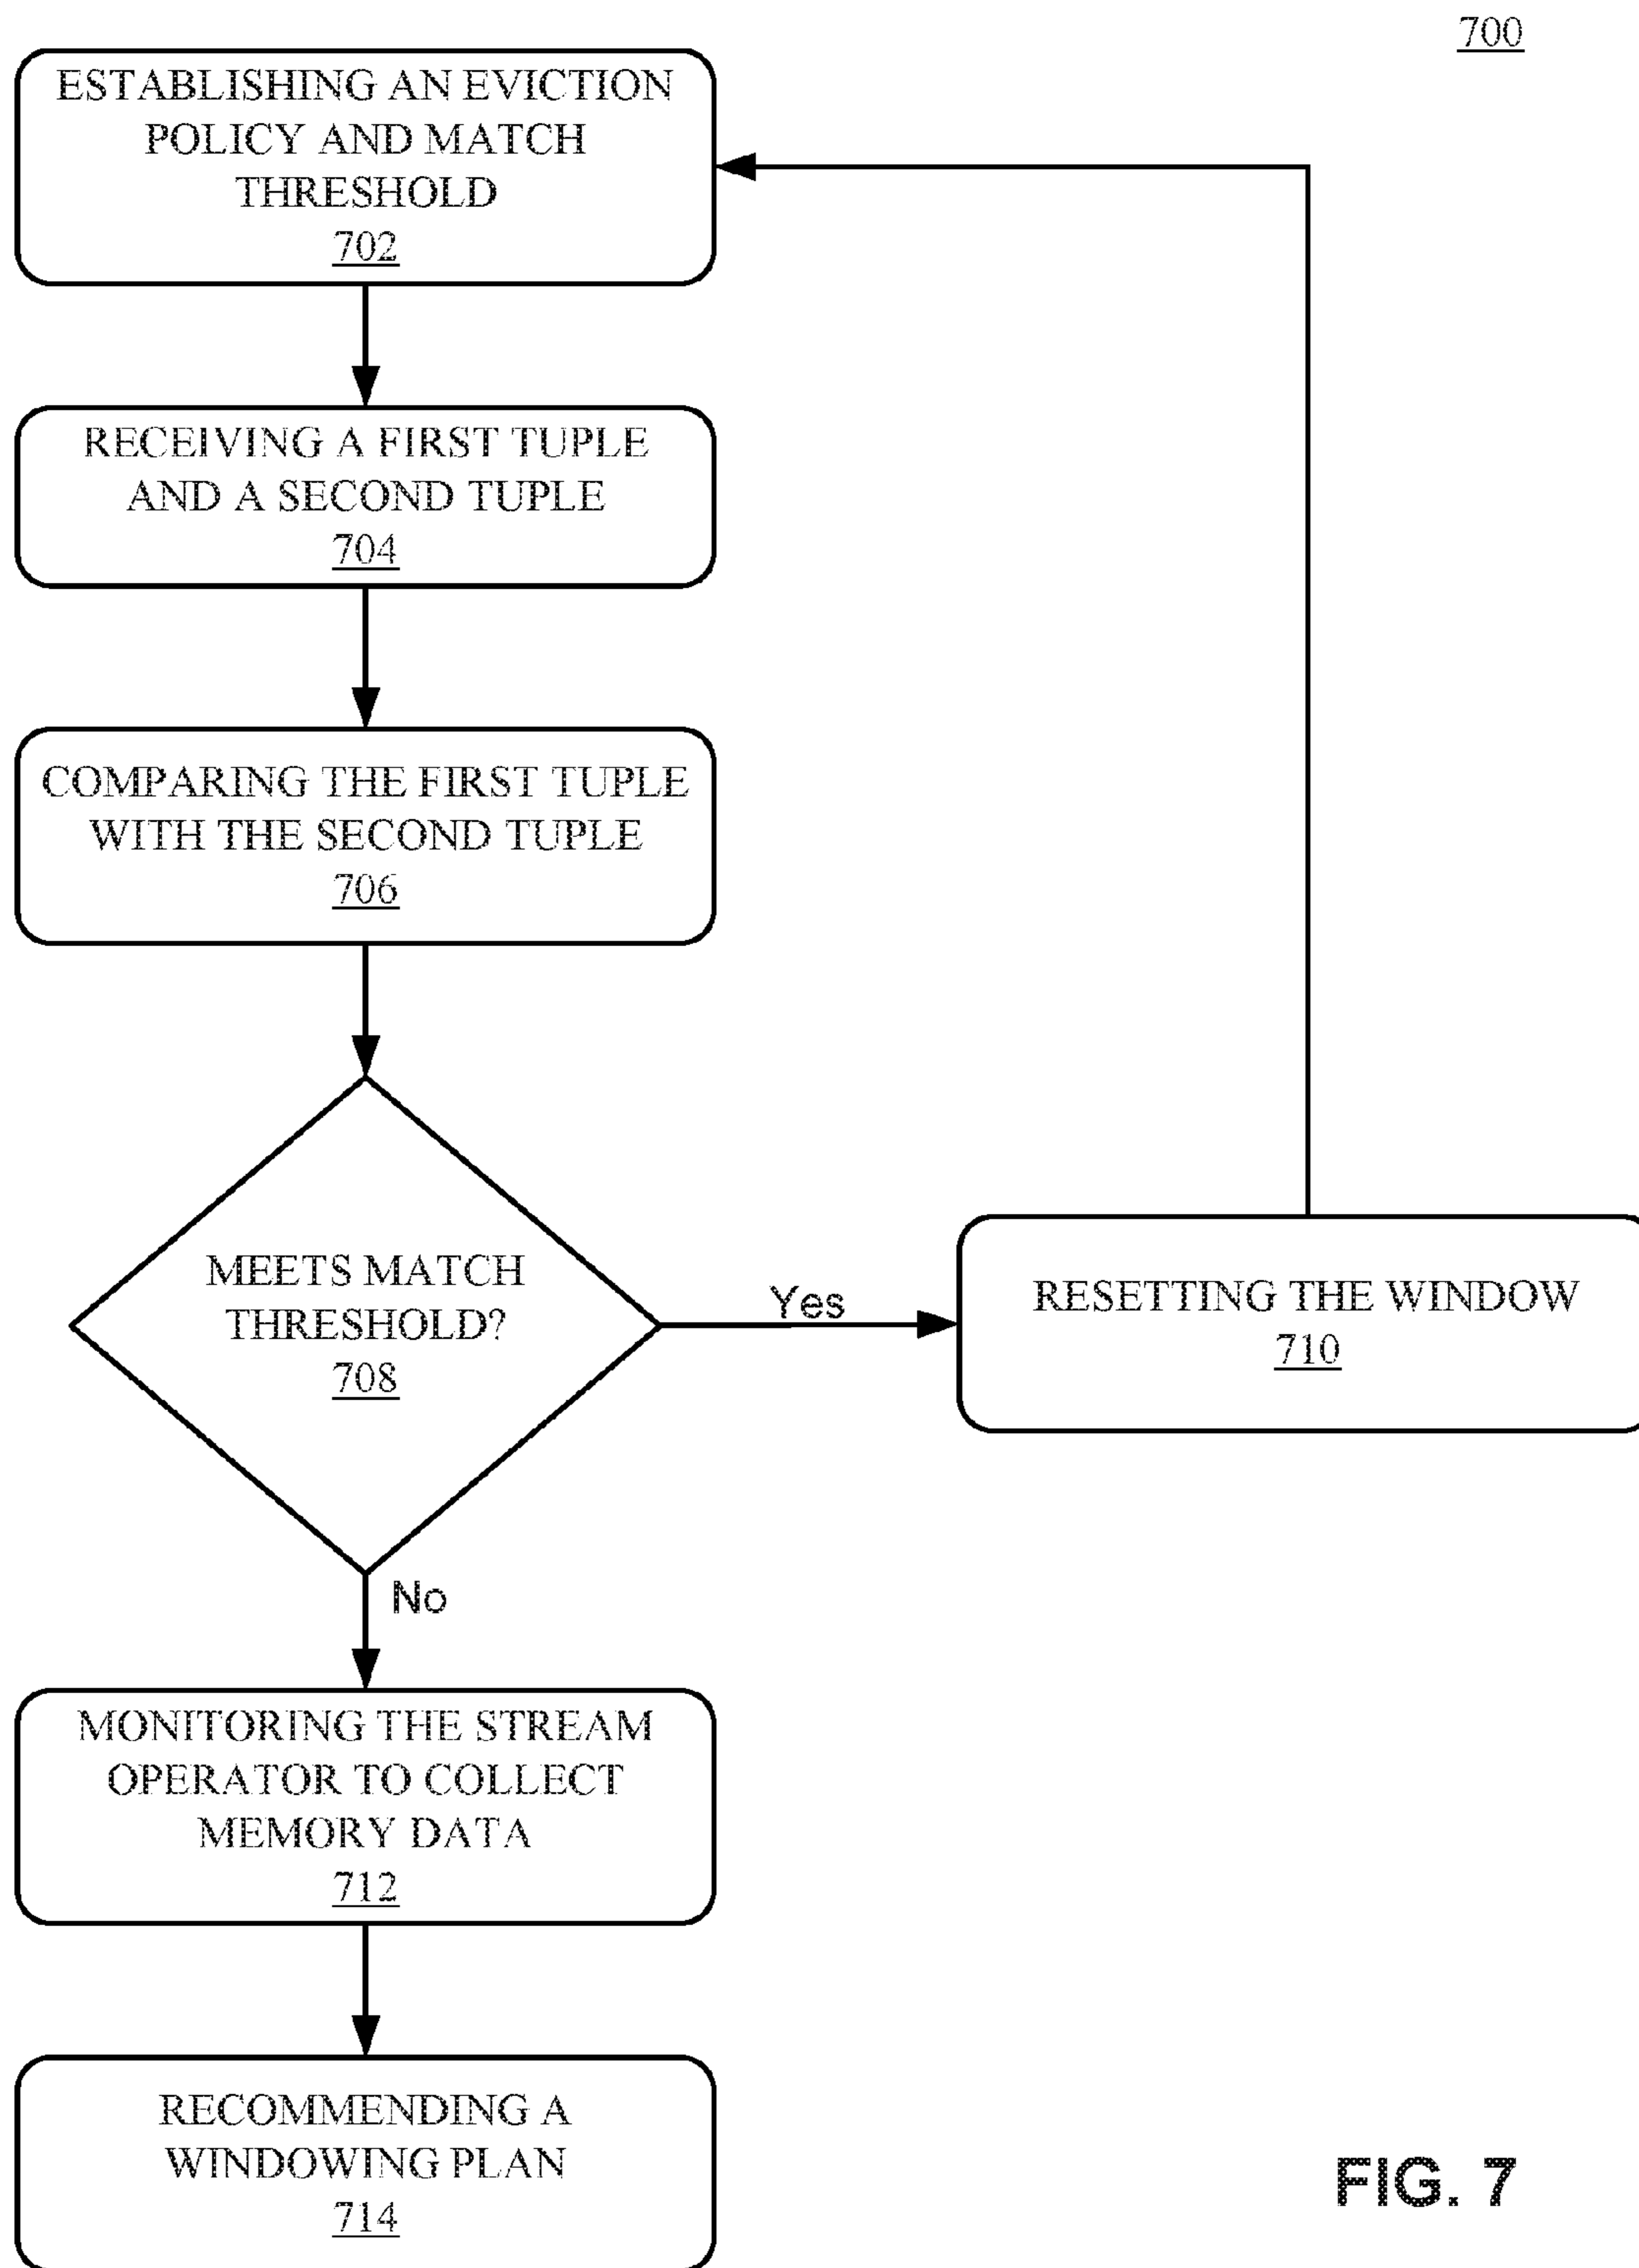 700
ESTABLISHING AN EVICTION
POLICY AND MATCH
THRESHOLD
702
RECEIVING A FIRST TUPLE
AND A SECOND TUPLE
704
COMPARING THE FIRST TUPLE
WITH THE SECOND TUPLE
706
MEETS MATCH
THRESHOLD?
708
Yes
RESETTING THE WINDOW
710
No
MONITORING THE STREAM
OPERATOR TO COLLECT
MEMORY DATA
712
RECOMMENDING A
WINDOWING PLAN
714
FIG. 7